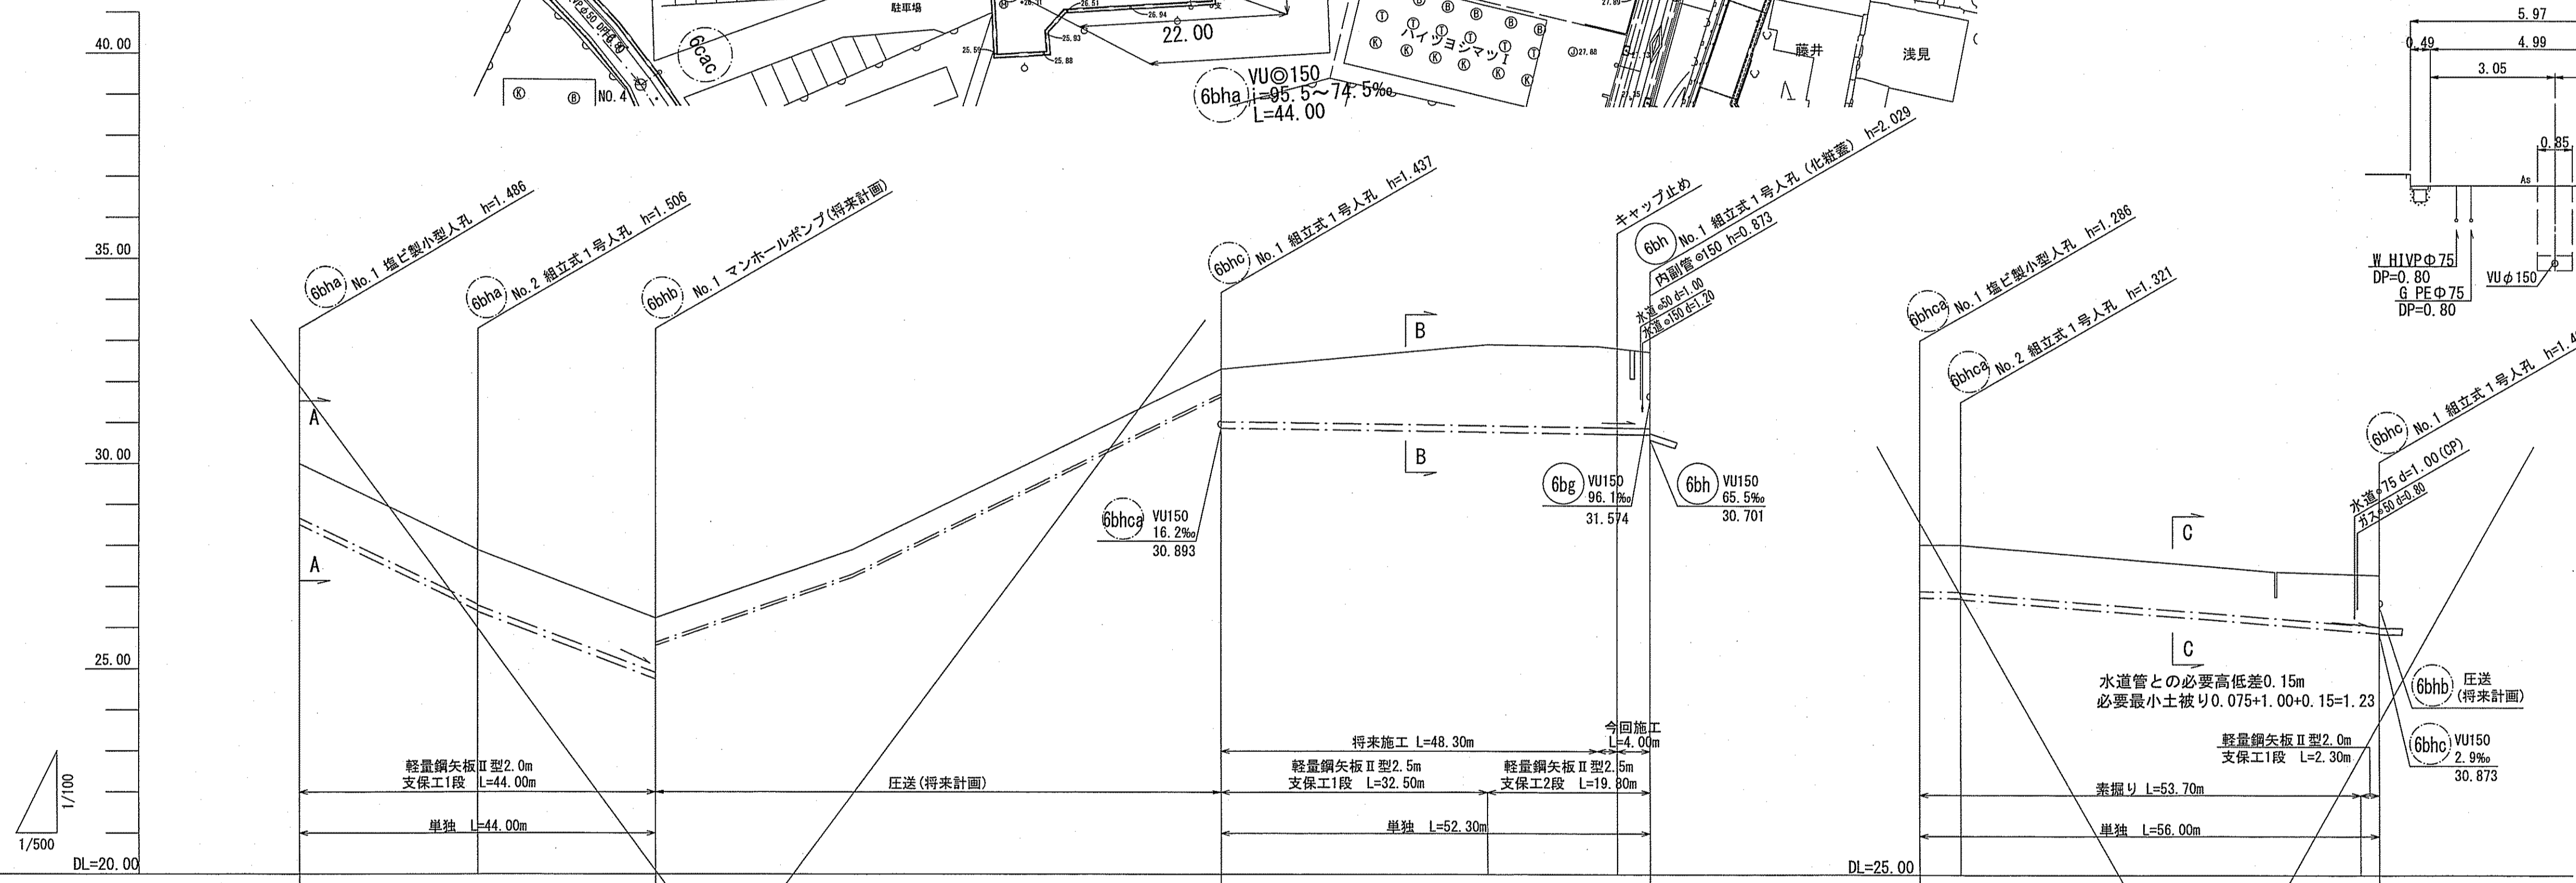 40.00
35.00
30.00
25.00
DL=20.00
1/100
1/500
6cac
駐車場
NO.4
25.59
25.93
25.88
26.51
26.94
22.00
6bha
VU◎150
i=95.5～74.5‰
L=44.00
ハイツヨシマツⅠ
27.88
藤井
浅見
6bha No.1 塩ビ製小型人孔 h=1.486
6bha No.2 組立式1号人孔 h=1.506
6bhb No.1 マンホールポンプ(将来計画)
6bhc No.1 組立式1号人孔 h=1.437
キャップ止め
6bh No.1 組立式1号人孔 (化粧蓋) h=2.029
内副管⌀150 h=0.873
水道⌀50 d=1.00
水道⌀150 d=1.20
A
A
B
B
6bhca VU150
16.2‰
30.893
6bg VU150
96.1‰
31.574
6bh VU150
65.5‰
30.701
軽量鋼矢板Ⅱ型2.0m
支保工1段 L=44.00m
単独 L=44.00m
圧送(将来計画)
将来施工 L=48.30m
今回施工
L=4.00m
軽量鋼矢板Ⅱ型2.5m
支保工1段 L=32.50m
軽量鋼矢板Ⅱ型2.5m
支保工2段 L=19.80m
単独 L=52.30m
6bhca No.1 塩ビ製小型人孔 h=1.286
6bhca No.2 組立式1号人孔 h=1.321
6bhc No.1 組立式1号人孔
水道⌀75 d=1.00(CP)
ガス⌀50 d=0.80
C
C
水道管との必要高低差0.15m
必要最小土被り0.075+1.00+0.15=1.23
6bhb 圧送
(将来計画)
6bhc VU150
2.9‰
30.873
軽量鋼矢板Ⅱ型2.0m
支保工1段 L=2.30m
素掘り L=53.70m
単独 L=56.00m
DL=25.00
5.97
0.49
4.99
3.05
0.85
As
W HIVPΦ75
DP=0.80
G PEΦ75
DP=0.80
VUφ150